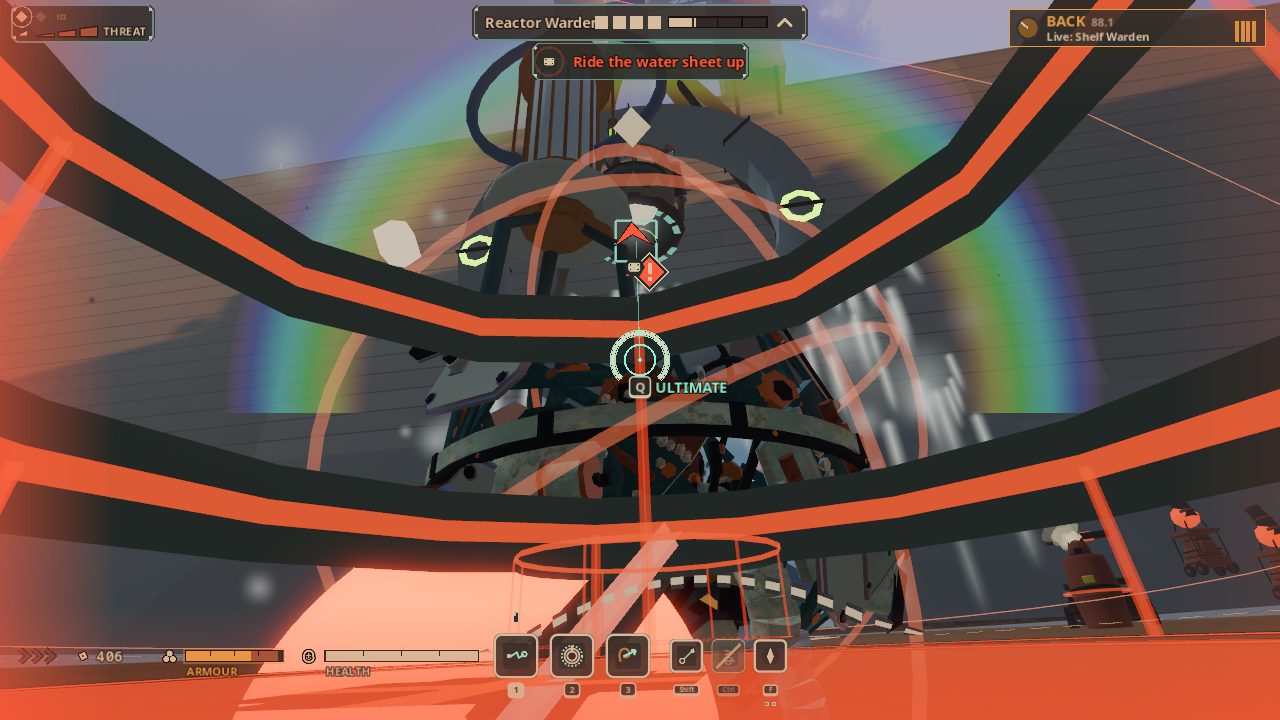 THREAT
Reactor Warden
Ride the water sheet up
BACK 88.1
Live: Shelf Warden
Q ULTIMATE
406
ARMOUR
HEALTH
1 2 3 Shift Ctrl F